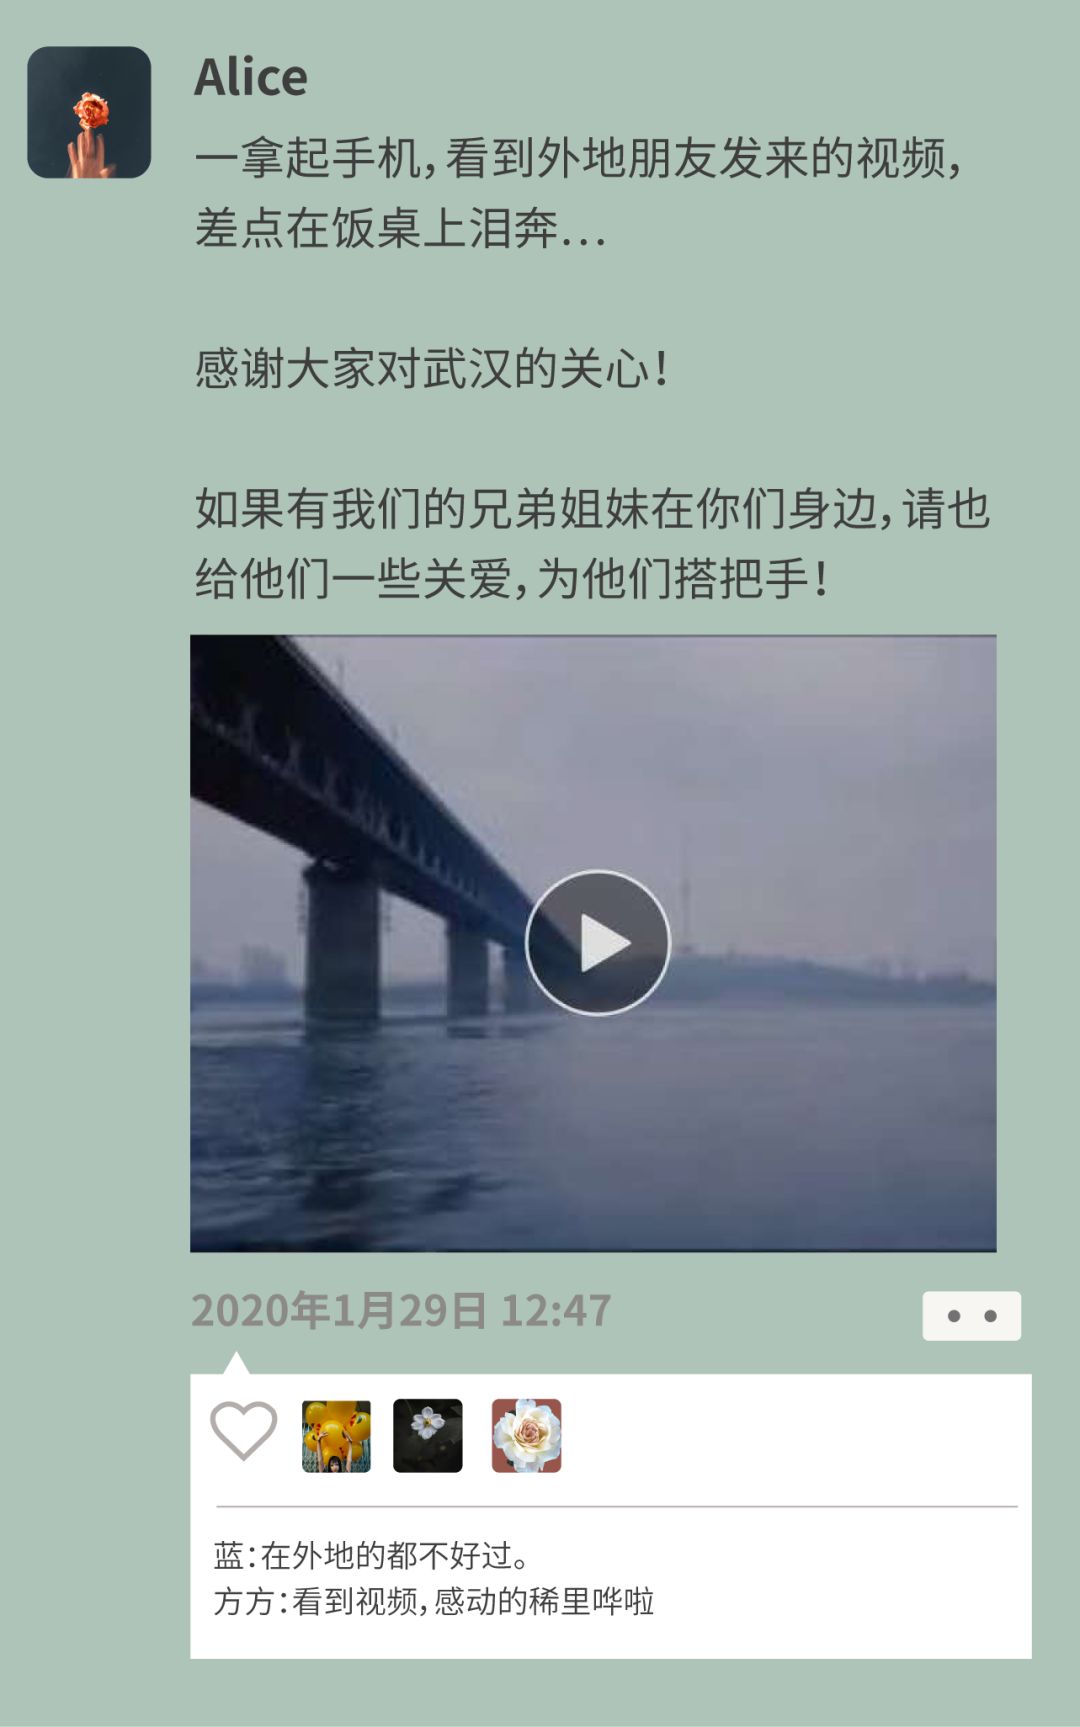 Alice
一拿起手机，看到外地朋友发来的视频，
差点在饭桌上泪奔…
感谢大家对武汉的关心！
如果有我们的兄弟姐妹在你们身边，请也
给他们一些关爱，为他们搭把手！
2020年1月29日 12:47
蓝：在外地的都不好过。
方方：看到视频，感动的稀里哗啦